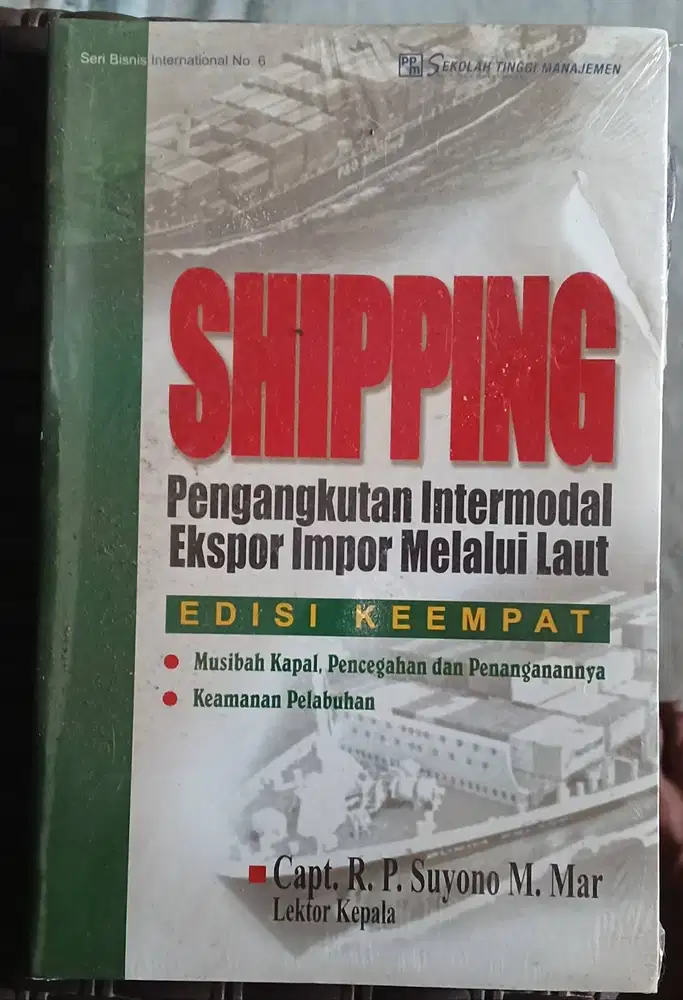 Seri Bisnis International No. 6
PPm SEKOLAH TINGGI MANAJEMEN
SHIPPING
Pengangkutan Intermodal
Ekspor Impor Melalui Laut
EDISI KEEMPAT
Musibah Kapal, Pencegahan dan Penanganannya
Keamanan Pelabuhan
Capt. R. P. Suyono M. Mar
Lektor Kepala